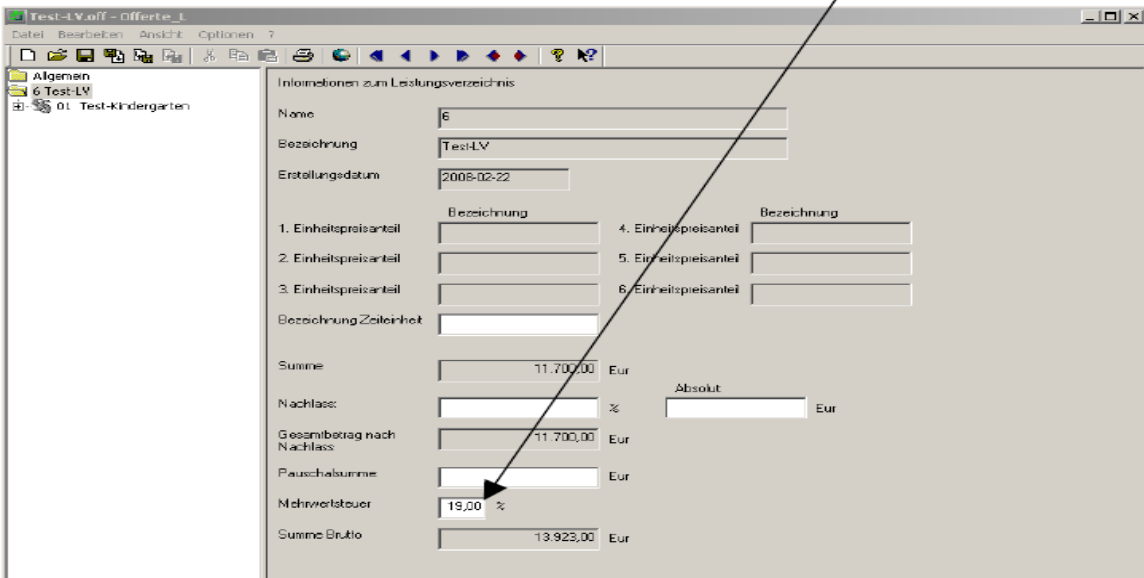 Test-LV.off - Offerte_L
Datei Bearbeiten Ansicht Optionen ?
Allgemein
6 Test-LV
01 Test-Kindergarten
Informationen zum Leistungsverzeichnis
Name 6
Bezeichnung Test-LV
Erstellungsdatum 2008-02-22
Bezeichnung Bezeichnung
1. Einheitspreisanteil 4. Einheitspreisanteil
2. Einheitspreisanteil 5. Einheitspreisanteil
3. Einheitspreisanteil 6. Einheitspreisanteil
Bezeichnung Zeiteinheit
Summe 11.700,00 Eur
Absolut
Nachlass: % Eur
Gesamtbetrag nach
Nachlass 11.700,00 Eur
Pauschalsumme Eur
Mehrwertsteuer 19,00 %
Summe Brutto 13.923,00 Eur